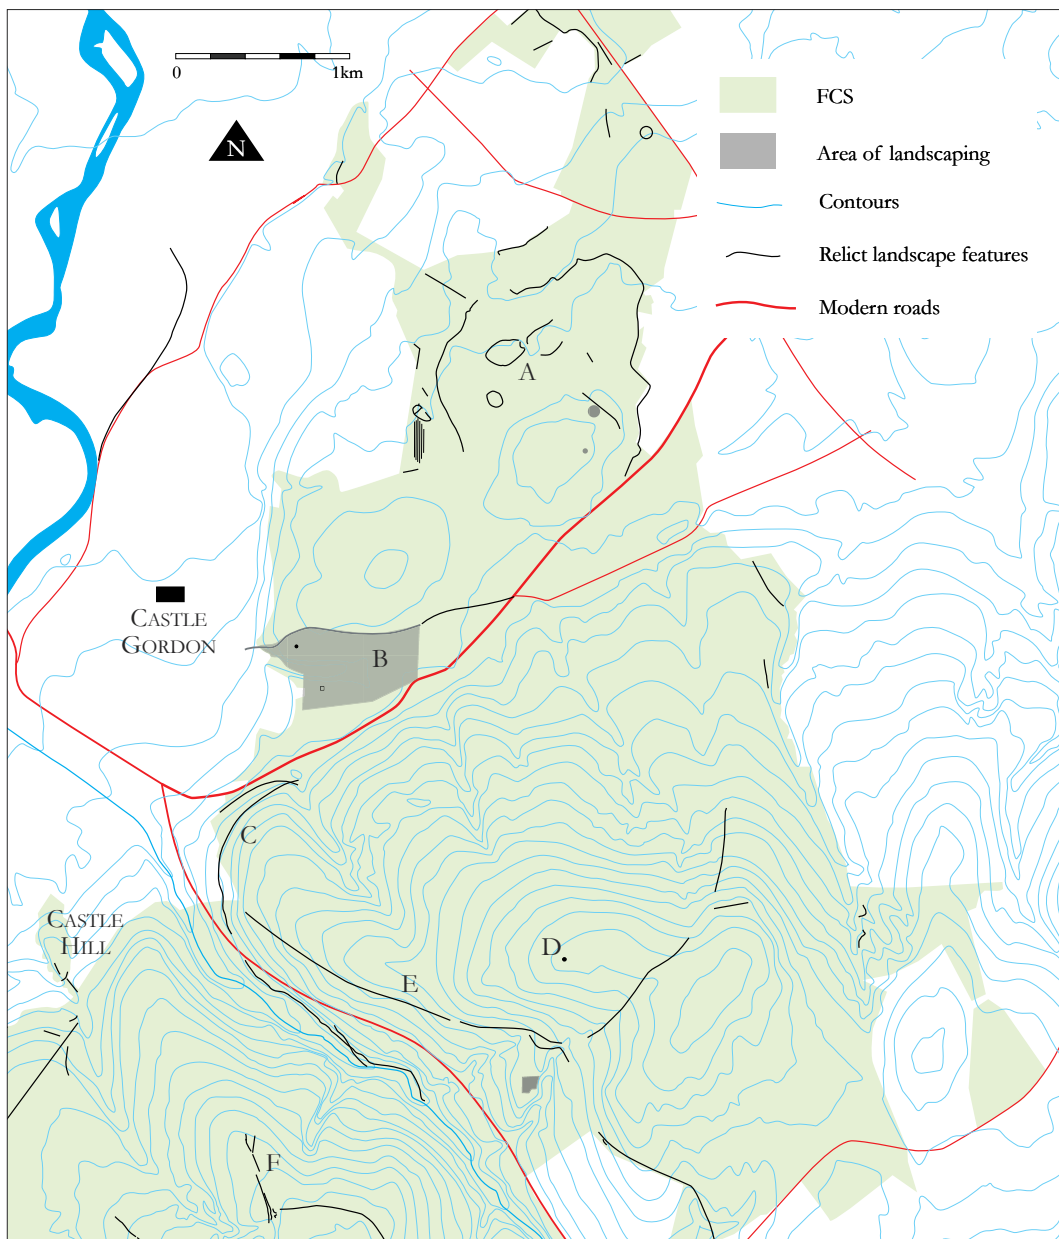 0
1km
N
FCS
Area of landscaping
Contours
Relict landscape features
Modern roads
A
CASTLE
GORDON
B
C
CASTLE
HILL
D
E
F